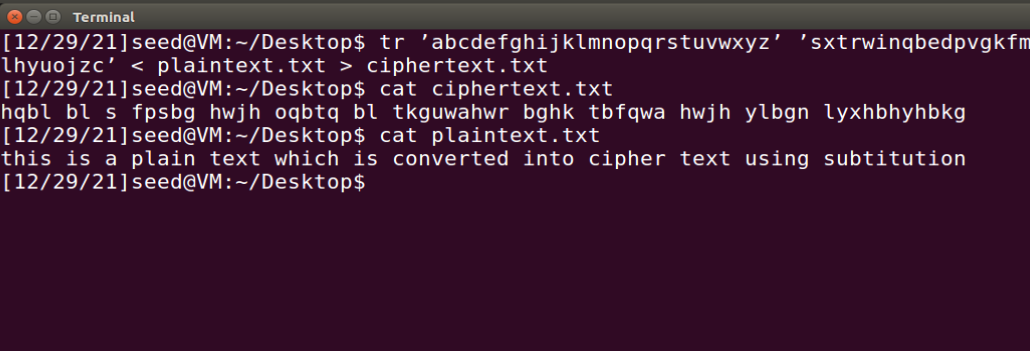 Terminal
[12/29/21]seed@VM:~/Desktop$ tr ’abcdefghijklmnopqrstuvwxyz’ ’sxtrwinqbedpvgkfm
lhyuojzc’ < plaintext.txt > ciphertext.txt
[12/29/21]seed@VM:~/Desktop$ cat ciphertext.txt
hqbl bl s fpsbg hwjh oqbtq bl tkguwahwr bghk tbfqwa hwjh ylbgn lyxhbhyhbkg
[12/29/21]seed@VM:~/Desktop$ cat plaintext.txt
this is a plain text which is converted into cipher text using subtitution
[12/29/21]seed@VM:~/Desktop$